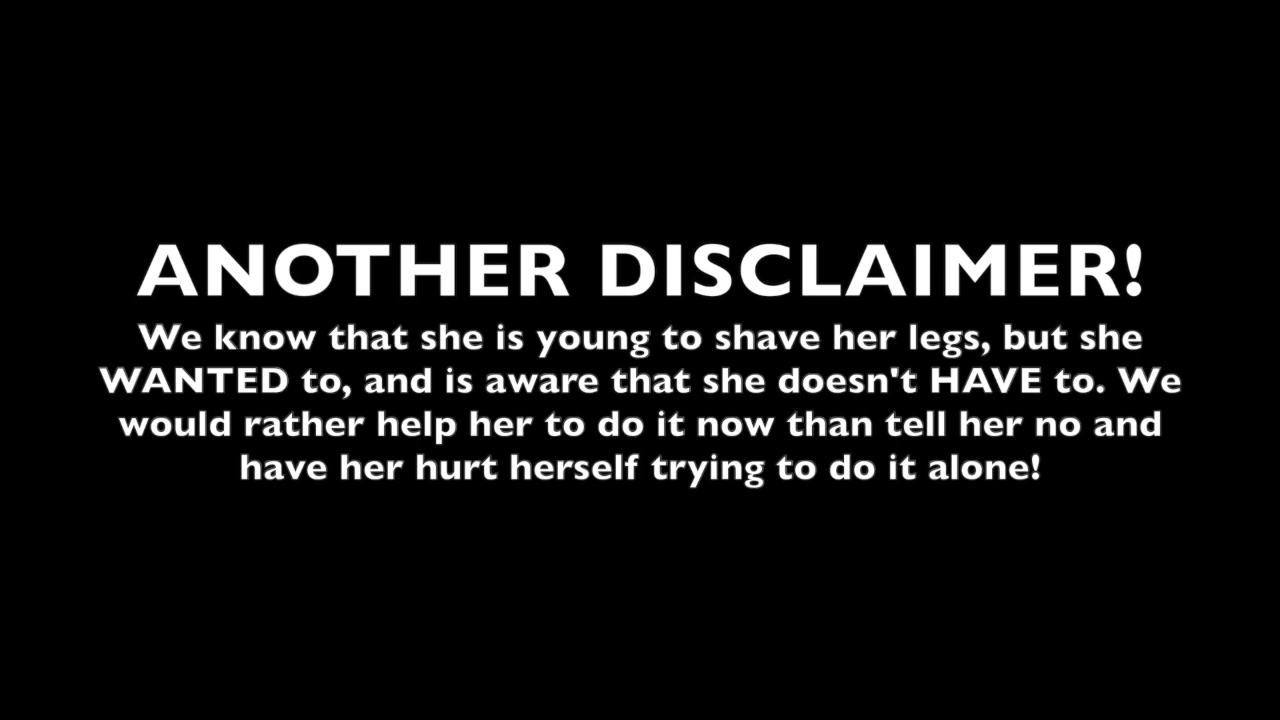 ANOTHER DISCLAIMER!
We know that she is young to shave her legs, but she
WANTED to, and is aware that she doesn't HAVE to. We
would rather help her to do it now than tell her no and
have her hurt herself trying to do it alone!